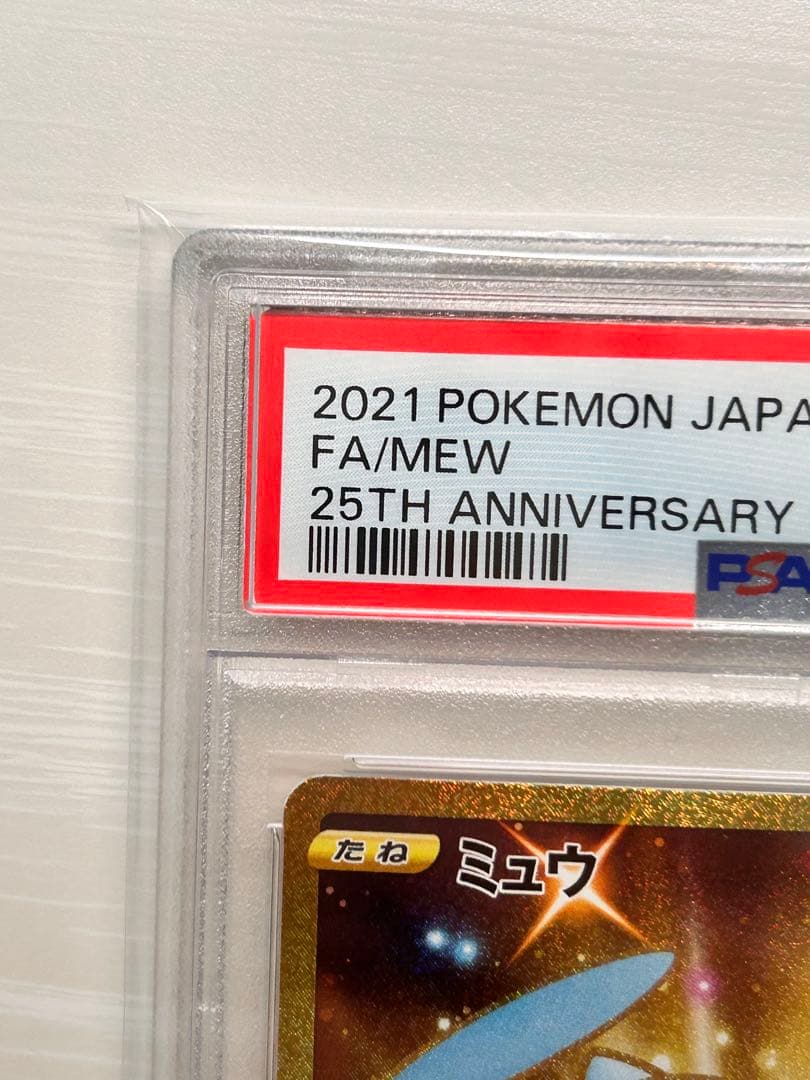 2021 POKEMON JAPA
FA/MEW
25TH ANNIVERSARY
PSA
たね ミュウ